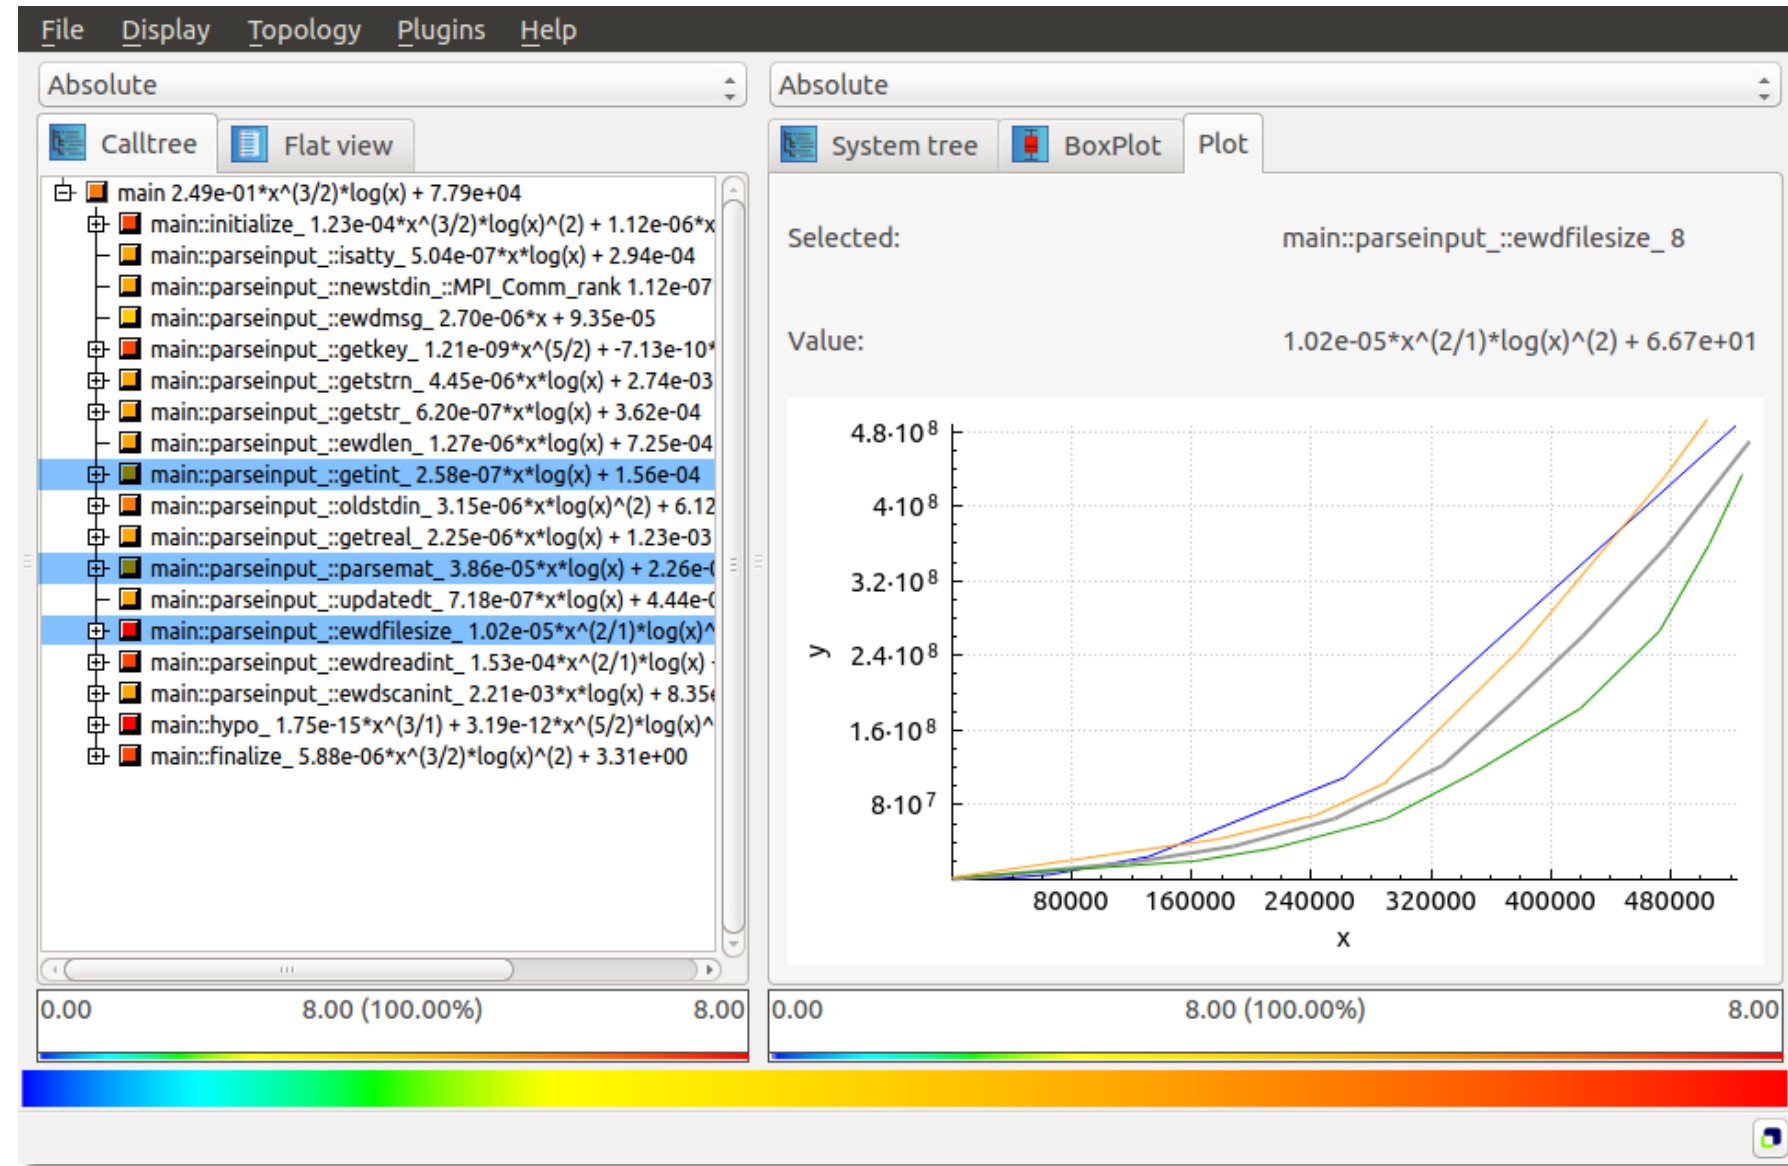 File Display Topology Plugins Help
Absolute
Calltree Flat view
main 2.49e-01*x^(3/2)*log(x) + 7.79e+04
main::initialize_ 1.23e-04*x^(3/2)*log(x)^(2) + 1.12e-06*x
main::parseinput_::isatty_ 5.04e-07*x*log(x) + 2.94e-04
main::parseinput_::newstdin_::MPI_Comm_rank 1.12e-07
main::parseinput_::ewdmsg_ 2.70e-06*x + 9.35e-05
main::parseinput_::getkey_ 1.21e-09*x^(5/2) + -7.13e-10*
main::parseinput_::getstrn_ 4.45e-06*x*log(x) + 2.74e-03
main::parseinput_::getstr_ 6.20e-07*x*log(x) + 3.62e-04
main::parseinput_::ewdlen_ 1.27e-06*x*log(x) + 7.25e-04
main::parseinput_::getint_ 2.58e-07*x*log(x) + 1.56e-04
main::parseinput_::oldstdin_ 3.15e-06*x*log(x)^(2) + 6.12
main::parseinput_::getreal_ 2.25e-06*x*log(x) + 1.23e-03
main::parseinput_::parsemat_ 3.86e-05*x*log(x) + 2.26e-
main::parseinput_::updatedt_ 7.18e-07*x*log(x) + 4.44e-
main::parseinput_::ewdfilesize_ 1.02e-05*x^(2/1)*log(x)^
main::parseinput_::ewdreadint_ 1.53e-04*x^(2/1)*log(x)
main::parseinput_::ewdscanint_ 2.21e-03*x*log(x) + 8.35e
main::hypo_ 1.75e-15*x^(3/1) + 3.19e-12*x^(5/2)*log(x)^
main::finalize_ 5.88e-06*x^(3/2)*log(x)^(2) + 3.31e+00
0.00 8.00 (100.00%) 8.00
Absolute
System tree BoxPlot Plot
Selected: main::parseinput_::ewdfilesize_ 8
Value: 1.02e-05*x^(2/1)*log(x)^(2) + 6.67e+01
4.8·10^8
4·10^8
3.2·10^8
y
2.4·10^8
1.6·10^8
8·10^7
80000 160000 240000 320000 400000 480000
x
0.00 8.00 (100.00%) 8.00